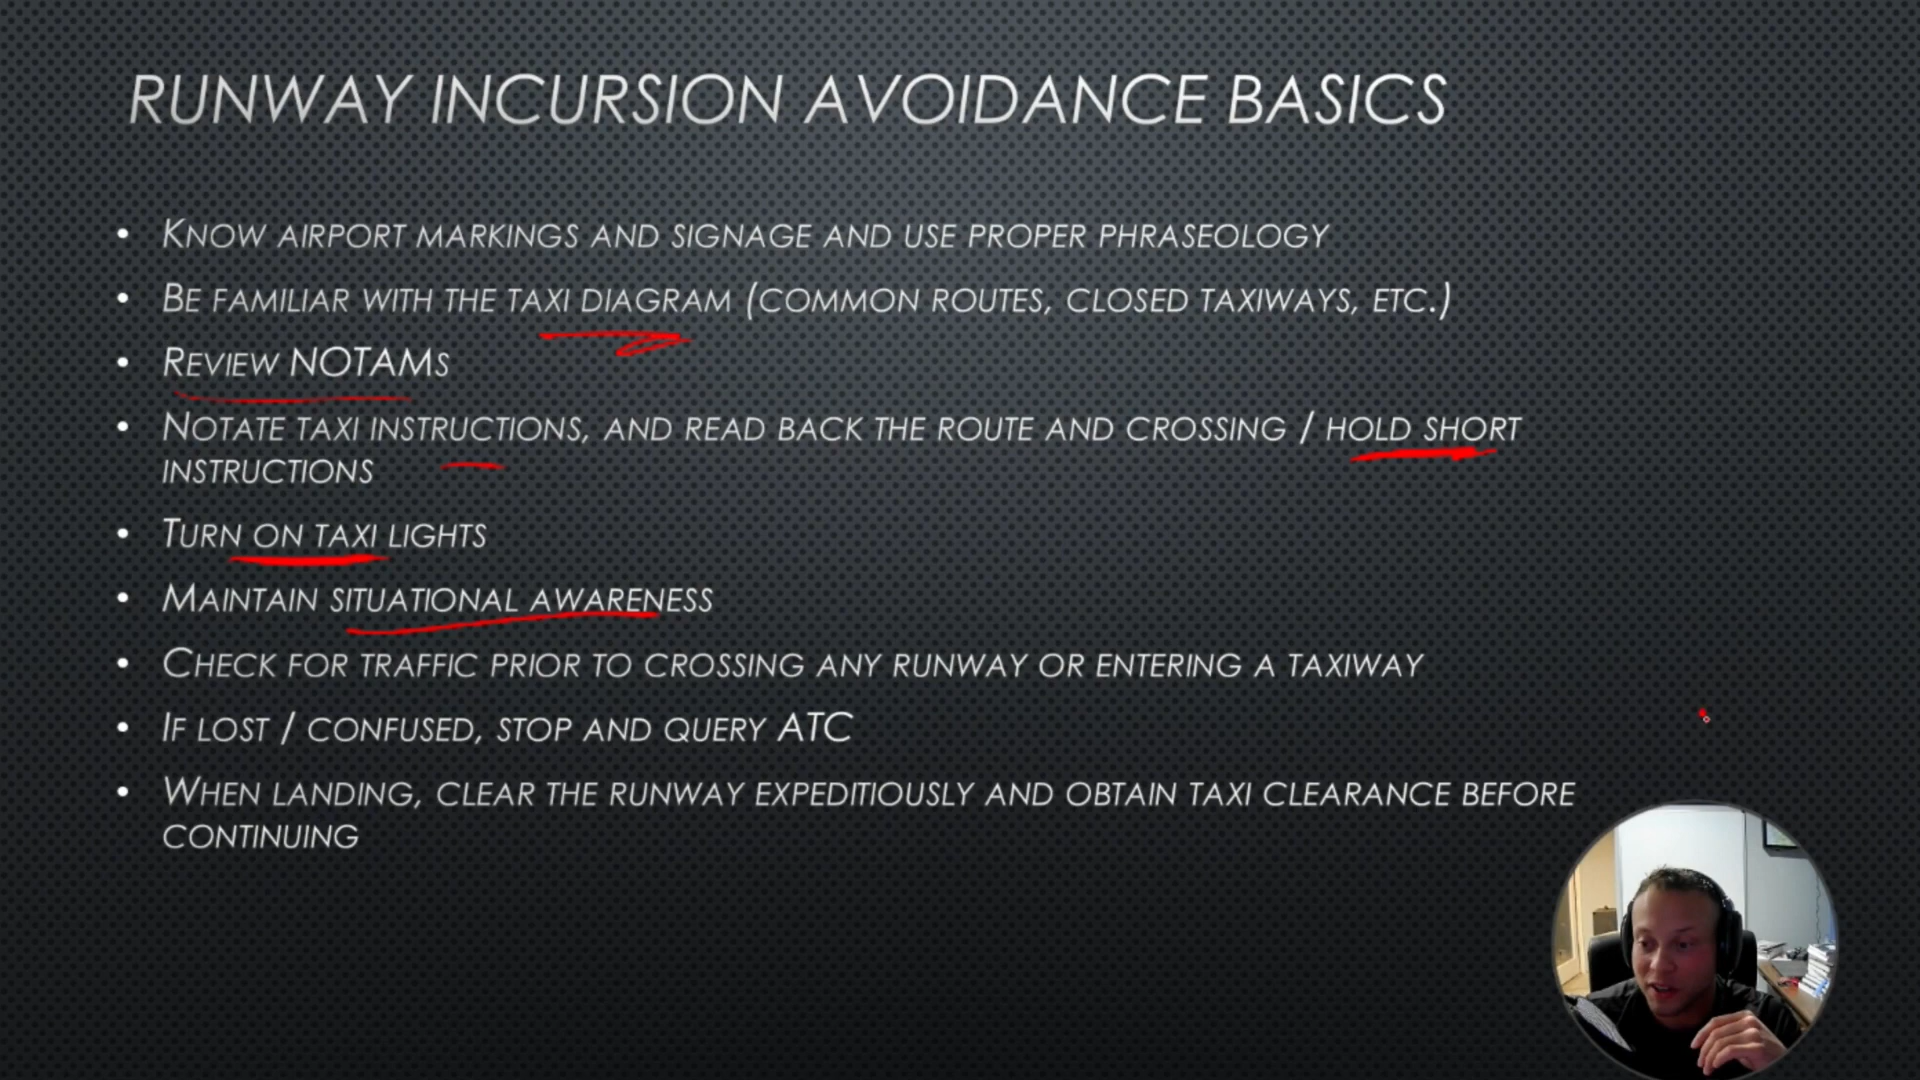 RUNWAY INCURSION AVOIDANCE BASICS
• KNOW AIRPORT MARKINGS AND SIGNAGE AND USE PROPER PHRASEOLOGY
• BE FAMILIAR WITH THE TAXI DIAGRAM (COMMON ROUTES, CLOSED TAXIWAYS, ETC.)
• REVIEW NOTAMS
• NOTATE TAXI INSTRUCTIONS, AND READ BACK THE ROUTE AND CROSSING / HOLD SHORT
INSTRUCTIONS
• TURN ON TAXI LIGHTS
• MAINTAIN SITUATIONAL AWARENESS
• CHECK FOR TRAFFIC PRIOR TO CROSSING ANY RUNWAY OR ENTERING A TAXIWAY
• IF LOST / CONFUSED, STOP AND QUERY ATC
• WHEN LANDING, CLEAR THE RUNWAY EXPEDITIOUSLY AND OBTAIN TAXI CLEARANCE BEFORE
CONTINUING